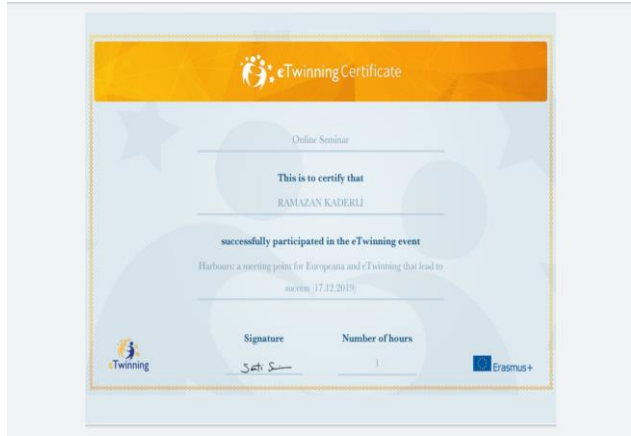 eTwinning Certificate
Online Seminar
This is to certify that
RAMAZAN KADERLİ
successfully participated in the eTwinning event
Harbours: a meeting point for Europeana and eTwinning that lead to
success 17.12.2019|
Signature
Number of hours
1
eTwinning
Erasmus+